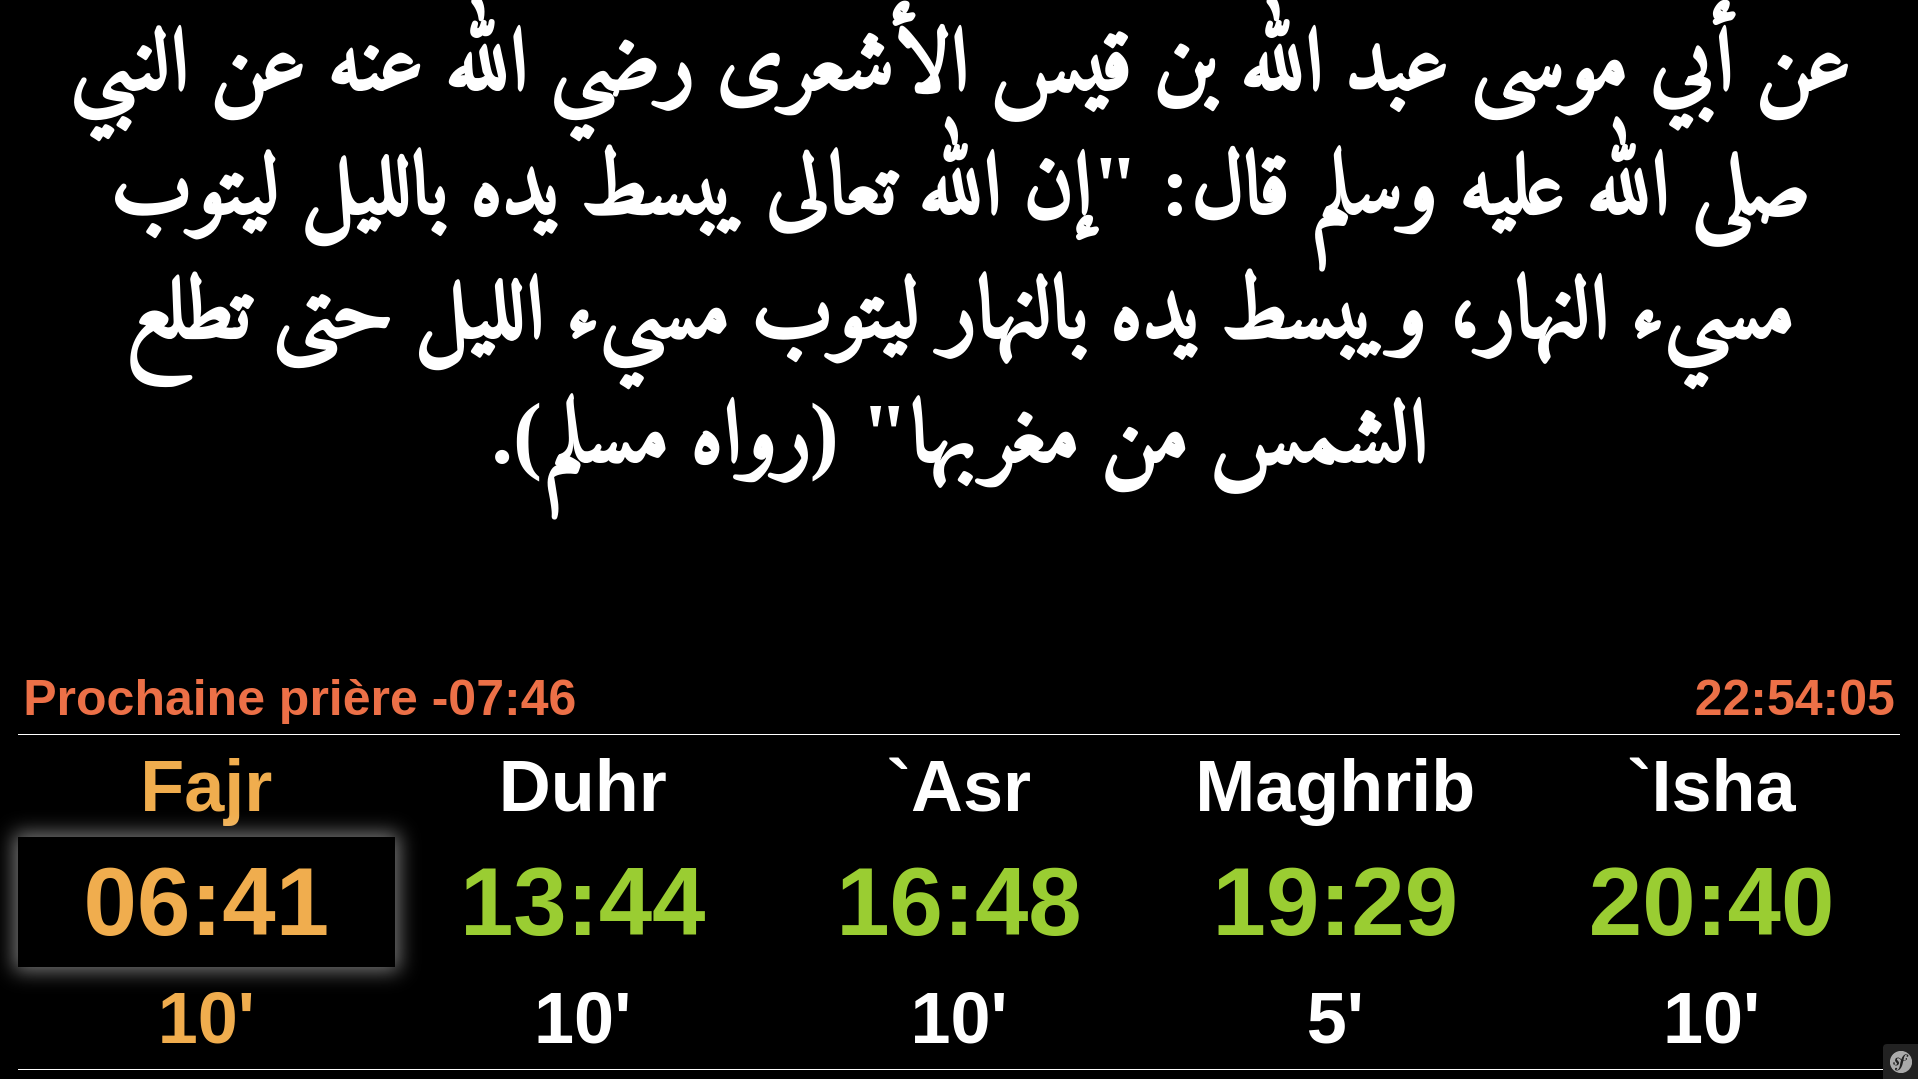 عن أبي موسى عبد الله بن قيس الأشعرى رضي الله عنه عن النبي
صلى الله عليه وسلم قال: "إن الله تعالى يبسط يده بالليل ليتوب
مسيء النهار، ويبسط يده بالنهار ليتوب مسيء الليل حتى تطلع
الشمس من مغربها" (رواه مسلم).
Prochaine prière -07:46 22:54:05
Fajr Duhr `Asr Maghrib `Isha
06:41 13:44 16:48 19:29 20:40
10' 10' 10' 5' 10'
sf